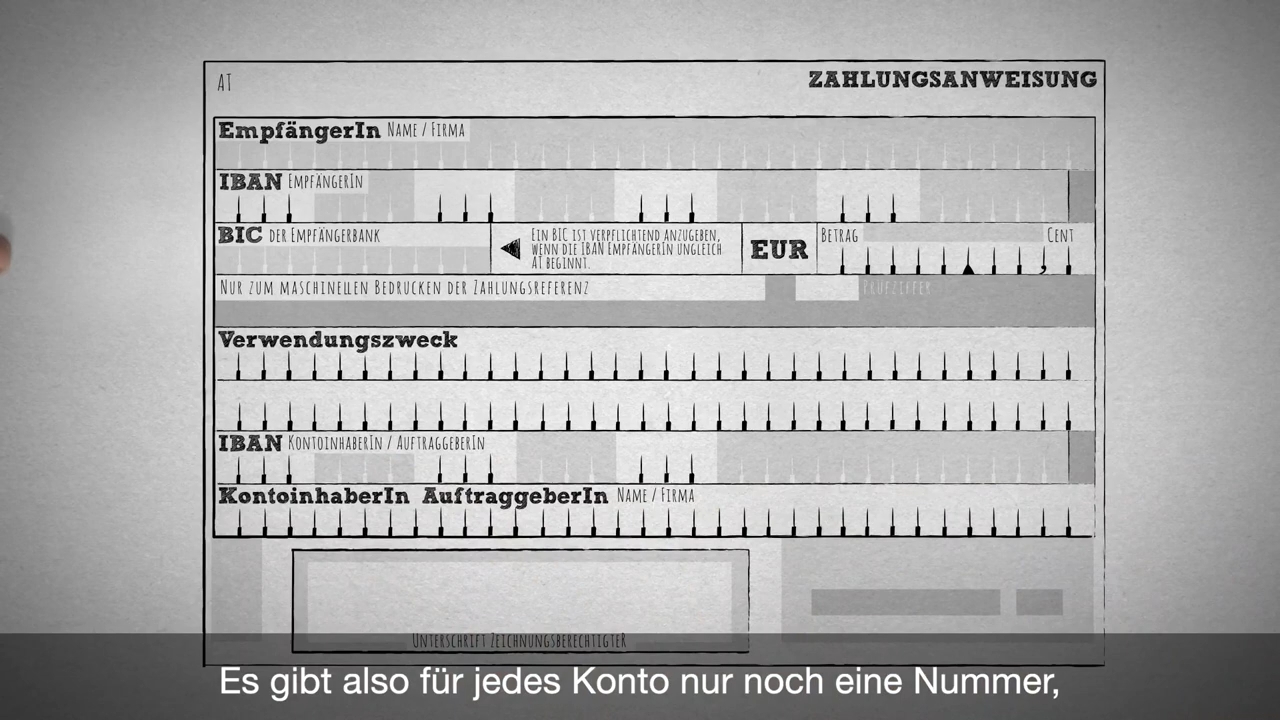 AT
ZAHLUNGSANWEISUNG
EmpfängerIn Name / Firma
IBAN EmpfängerIn
BIC der Empfängerbank
Ein BIC ist verpflichtend anzugeben,
wenn die IBAN EmpfängerIn ungleich
AT beginnt.
EUR
Betrag
Cent
Nur zum maschinellen Bedrucken der Zahlungsreferenz
Prüfziffer
Verwendungszweck
IBAN KontoinhaberIn / AuftraggeberIn
KontoinhaberIn AuftraggeberIn Name / Firma
Unterschrift Zeichnungsberechtigter
Es gibt also für jedes Konto nur noch eine Nummer,